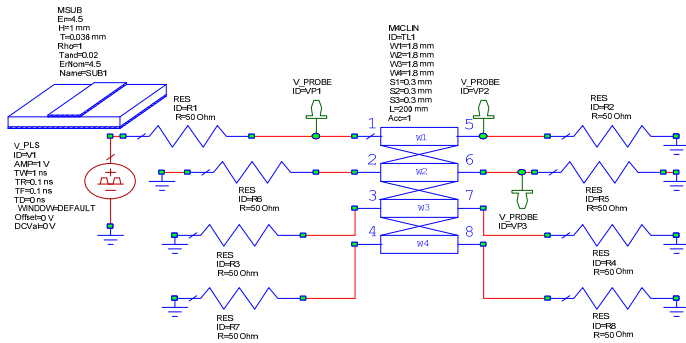 MSUB
Er=4.5
H=1 mm
T=0.036 mm
Rho=1
Tand=0.02
ErNom=4.5
Name=SUB1
V_PLS
ID=V1
AMP=1 V
TW=1 ns
TR=0.1 ns
TF=0.1 ns
TD=0 ns
WINDOW=DEFAULT
Offset=0 V
DCVal=0 V
RES
ID=R1
R=50 Ohm
V_PROBE
ID=VP1
M4CLIN
ID=TL1
W1=1.8 mm
W2=1.8 mm
W3=1.8 mm
W4=1.8 mm
S1=0.3 mm
S2=0.3 mm
S3=0.3 mm
L=200 mm
Acc=1
V_PROBE
ID=VP2
RES
ID=R2
R=50 Ohm
1
W1
5
2
W2
6
3
W3
7
4
W4
8
RES
ID=R6
R=50 Ohm
V_PROBE
ID=VP3
RES
ID=R5
R=50 Ohm
RES
ID=R3
R=50 Ohm
RES
ID=R4
R=50 Ohm
RES
ID=R7
R=50 Ohm
RES
ID=R8
R=50 Ohm